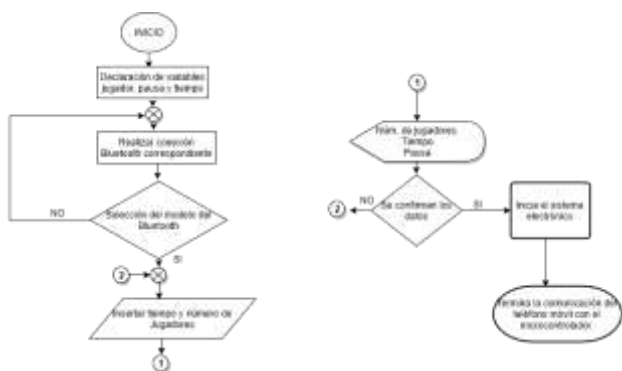 INICIO
Declaración de variables
jugador, pausa y tiempo
Realizar conexión
Bluetooth correspondiente
Selección del modelo del
Bluetooth
NO
SI
2
Insertar tiempo y número de
Jugadores
1
1
Núm. de jugadores
Tiempo
Pausa
Se confirman los
datos
NO
SI
2
Inicia el sistema
electrónico
Termina la comunicación del
teléfono móvil con el
microcontrolador